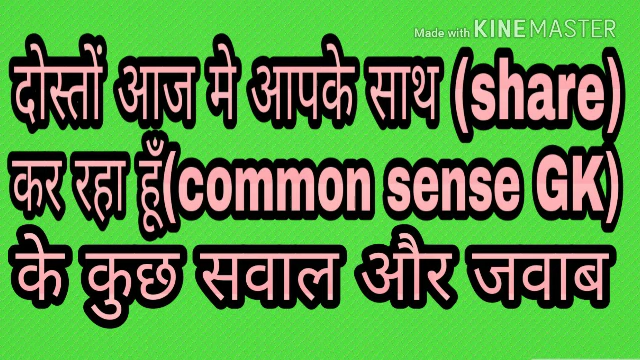 Made with KINEMASTER
दोस्तों आज मे आपके साथ (share)
कर रहा हूँ(common sense GK)
के कुछ सवाल और जवाब